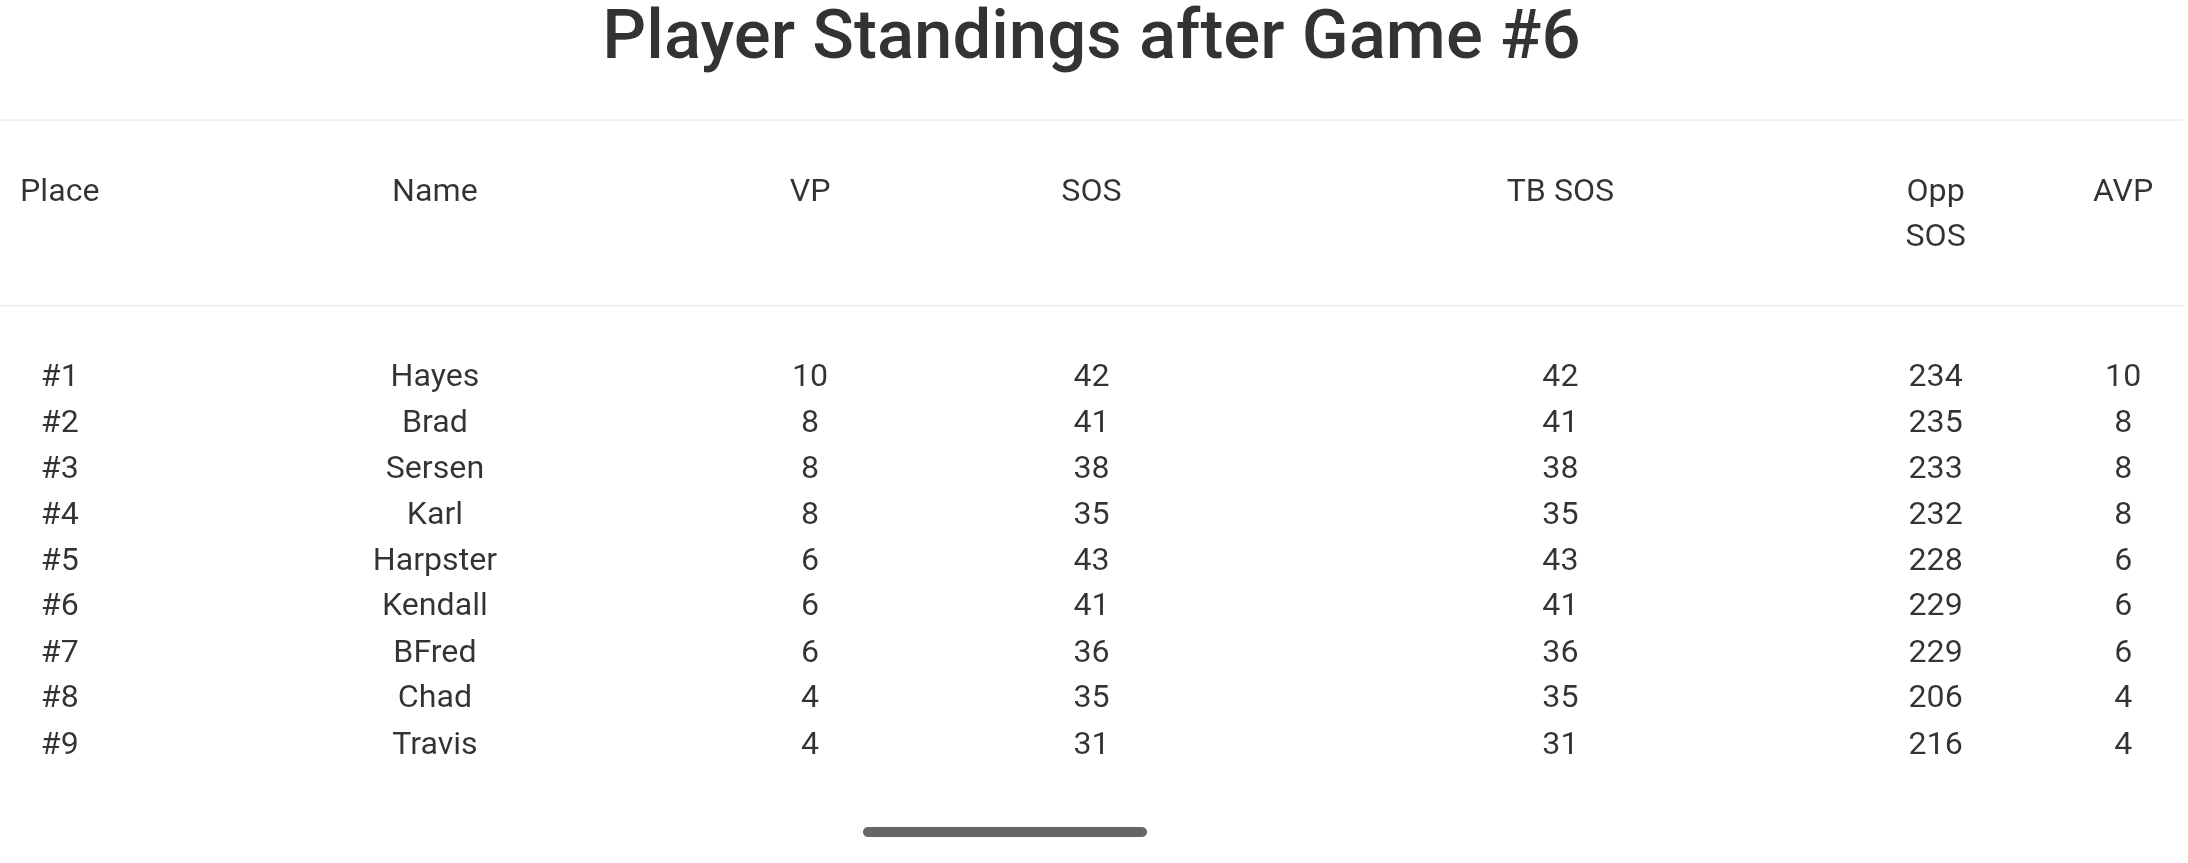 Player Standings after Game #6
Place Name VP SOS TB SOS Opp SOS AVP
#1 Hayes 10 42 42 234 10
#2 Brad 8 41 41 235 8
#3 Sersen 8 38 38 233 8
#4 Karl 8 35 35 232 8
#5 Harpster 6 43 43 228 6
#6 Kendall 6 41 41 229 6
#7 BFred 6 36 36 229 6
#8 Chad 4 35 35 206 4
#9 Travis 4 31 31 216 4